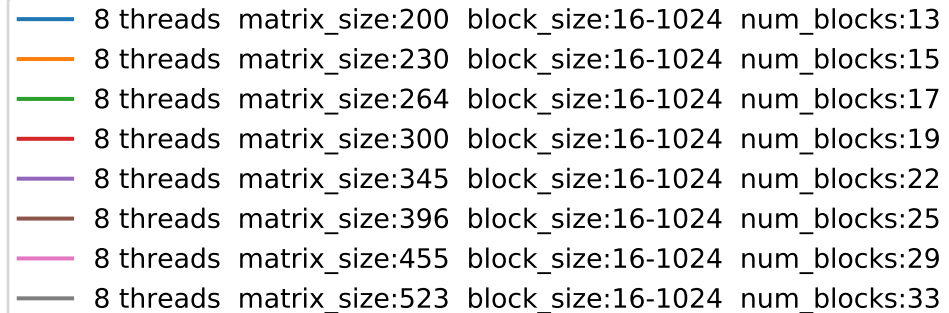 8 threads  matrix_size:200  block_size:16-1024  num_blocks:13
8 threads  matrix_size:230  block_size:16-1024  num_blocks:15
8 threads  matrix_size:264  block_size:16-1024  num_blocks:17
8 threads  matrix_size:300  block_size:16-1024  num_blocks:19
8 threads  matrix_size:345  block_size:16-1024  num_blocks:22
8 threads  matrix_size:396  block_size:16-1024  num_blocks:25
8 threads  matrix_size:455  block_size:16-1024  num_blocks:29
8 threads  matrix_size:523  block_size:16-1024  num_blocks:33